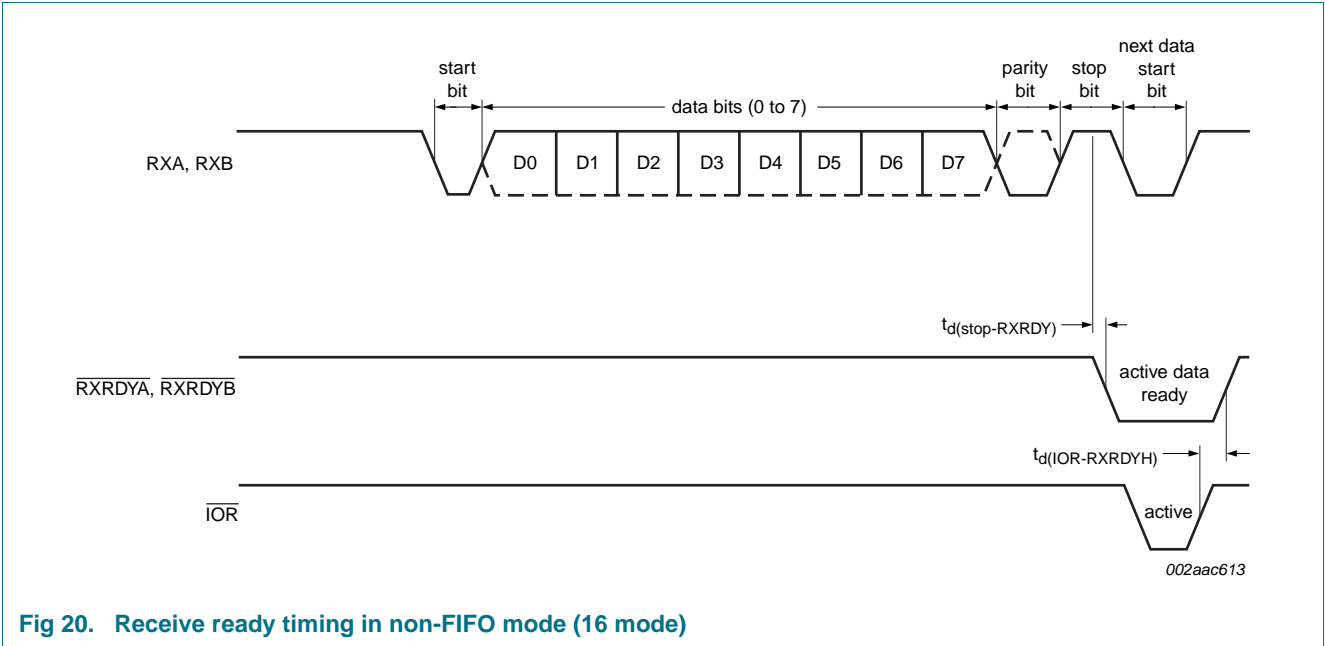 next data
start
bit
start
bit
parity
bit
stop
bit
data bits (0 to 7)
RXA, RXB
D0 D1 D2 D3 D4 D5 D6 D7
td(stop-RXRDY)
RXRDYA, RXRDYB
active data
ready
td(IOR-RXRDYH)
IOR
active
002aac613
Fig 20. Receive ready timing in non-FIFO mode (16 mode)